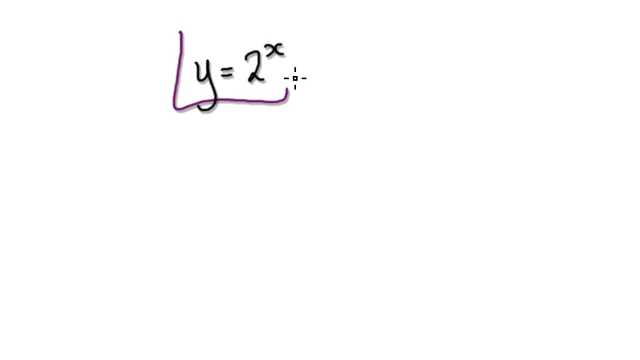 y = 2^x